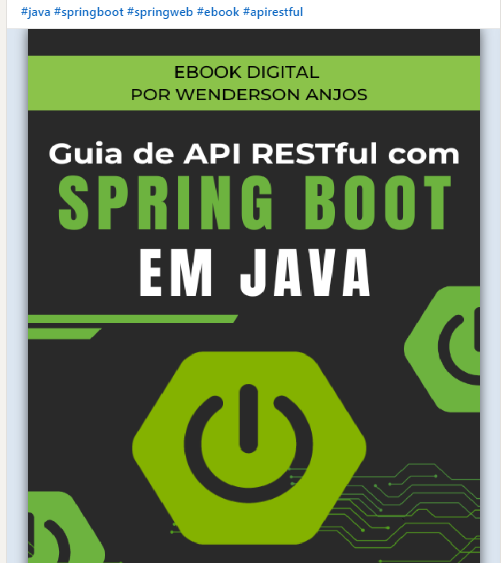 #java #springboot #springweb #ebook #apirestful
EBOOK DIGITAL
POR WENDERSON ANJOS
Guia de API RESTful com
SPRING BOOT
EM JAVA